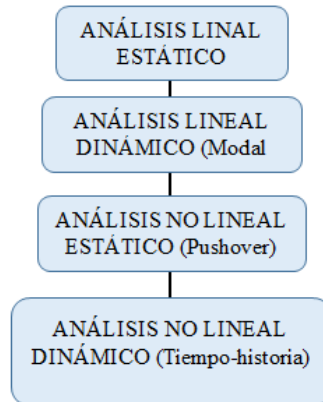 ANÁLISIS LINAL
ESTÁTICO
ANÁLISIS LINEAL
DINÁMICO (Modal
ANÁLISIS NO LINEAL
ESTÁTICO (Pushover)
ANÁLISIS NO LINEAL
DINÁMICO (Tiempo-historia)